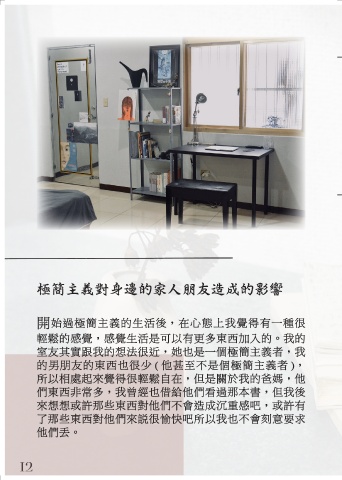 極簡主義對身邊的家人朋友造成的影響
開始過極簡主義的生活後，在心態上我覺得有一種很
輕鬆的感覺，感覺生活是可以有更多東西加入的。我的
室友其實跟我的想法很近，她也是一個極簡主義者，我
的男朋友的東西也很少 ( 他甚至不是個極簡主義者 )，
所以相處起來覺得很輕鬆自在，但是關於我的爸媽，他
們東西非常多，我曾經也借給他們看過那本書，但我後
來想想或許那些東西對他們不會造成沉重感吧，或許有
了那些東西對他們來說很愉快吧所以我也不會刻意要求
他們丟。
12